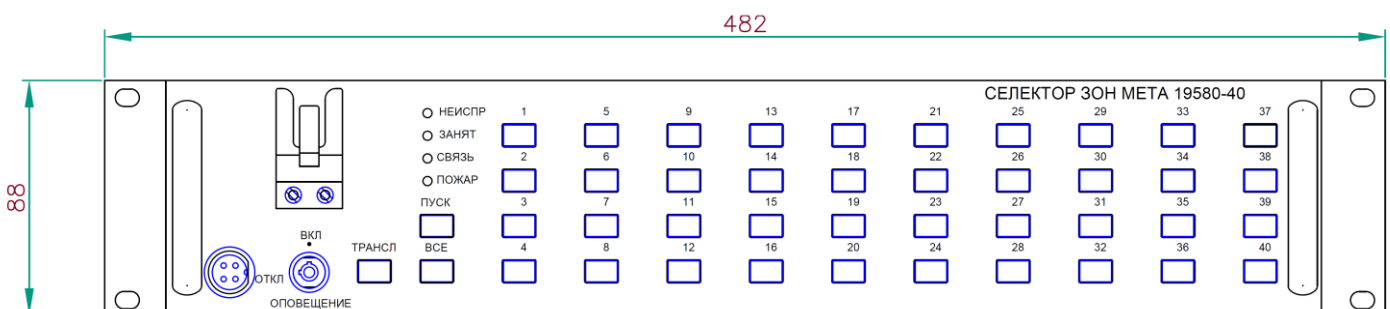 482
88
СЕЛЕКТОР ЗОН МЕТА 19580-40
НЕИСПР 1 5 9 13 17 21 25 29 33 37
ЗАНЯТ
СВЯЗЬ 2 6 10 14 18 22 26 30 34 38
ПОЖАР
ПУСК 3 7 11 15 19 23 27 31 35 39
ВКЛ
ТРАНСЛ ВСЕ 4 8 12 16 20 24 28 32 36 40
ОТКЛ
ОПОВЕЩЕНИЕ